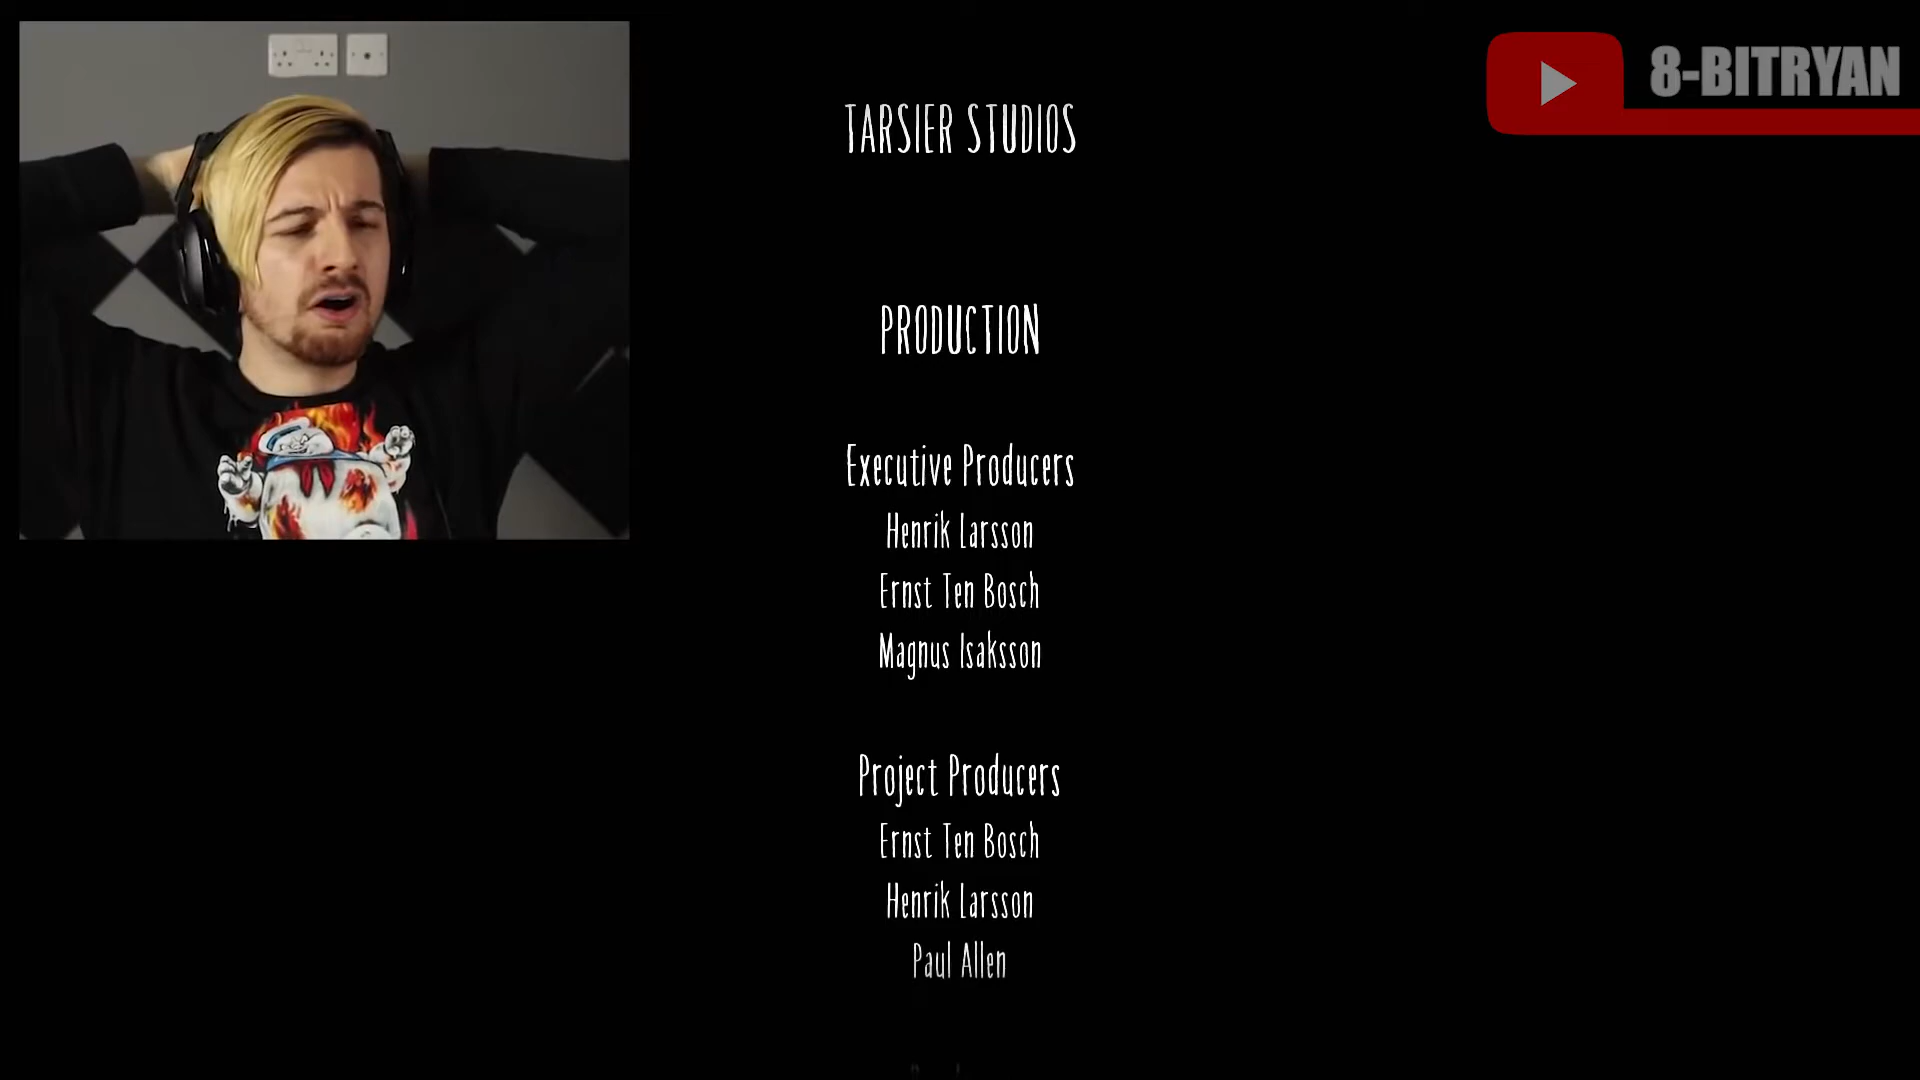 8-BITRYAN
TARSIER STUDIOS
PRODUCTION
Executive Producers
Henrik Larsson
Ernst Ten Bosch
Magnus Isaksson
Project Producers
Ernst Ten Bosch
Henrik Larsson
Paul Allen